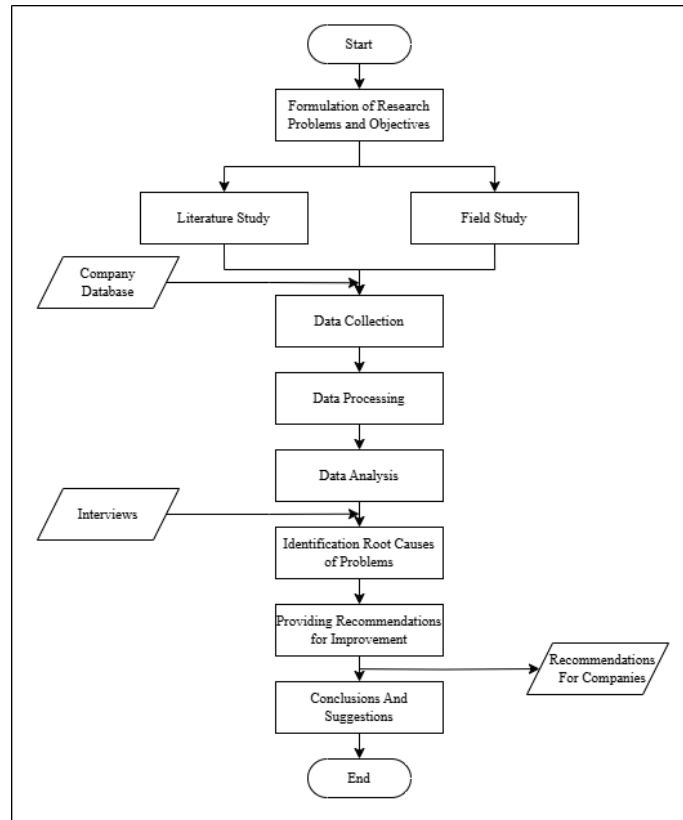 Start
Formulation of Research
Problems and Objectives
Literature Study
Field Study
Company
Database
Data Collection
Data Processing
Data Analysis
Interviews
Identification Root Causes
of Problems
Providing Recommendations
for Improvement
Recommendations
For Companies
Conclusions And
Suggestions
End